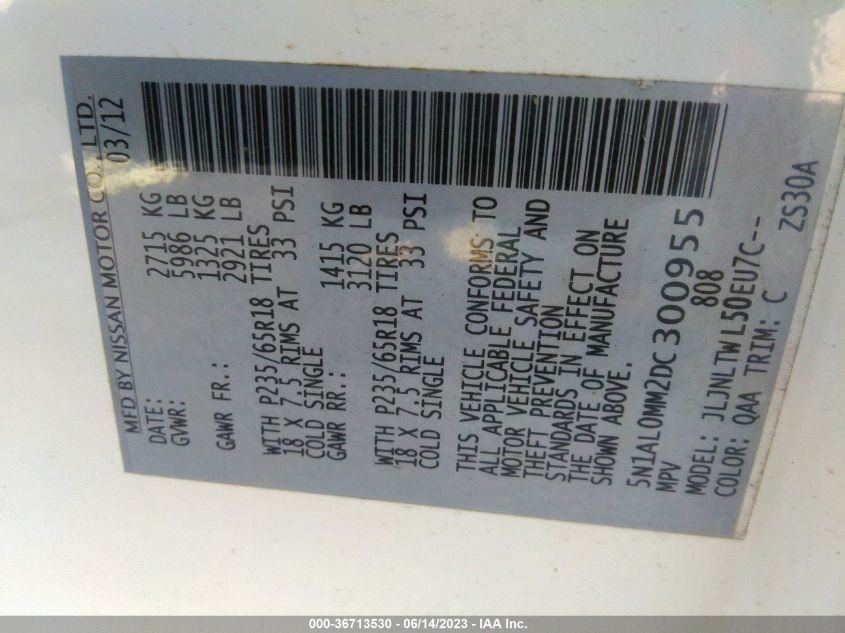 MFD BY NISSAN MOTOR CO., LTD.
DATE: 03/12
GVWR: 2715 KG
5986 LB
GAWR FR.: 1325 KG
2921 LB
WITH P235/65R18 TIRES
18 X 7.5 RIMS AT 33 PSI
COLD SINGLE
GAWR RR.: 1415 KG
3120 LB
WITH P235/65R18 TIRES
18 X 7.5 RIMS AT 33 PSI
COLD SINGLE
THIS VEHICLE CONFORMS TO
ALL APPLICABLE FEDERAL
MOTOR VEHICLE SAFETY AND
THEFT PREVENTION
STANDARDS IN EFFECT ON
THE DATE OF MANUFACTURE
SHOWN ABOVE.
5N1AL0MM2DC300955
MPV 808
MODEL: JLJNLTWL50EU7C--
COLOR: QAA TRIM: C ZS30A
000-36713530 - 06/14/2023 - IAA Inc.